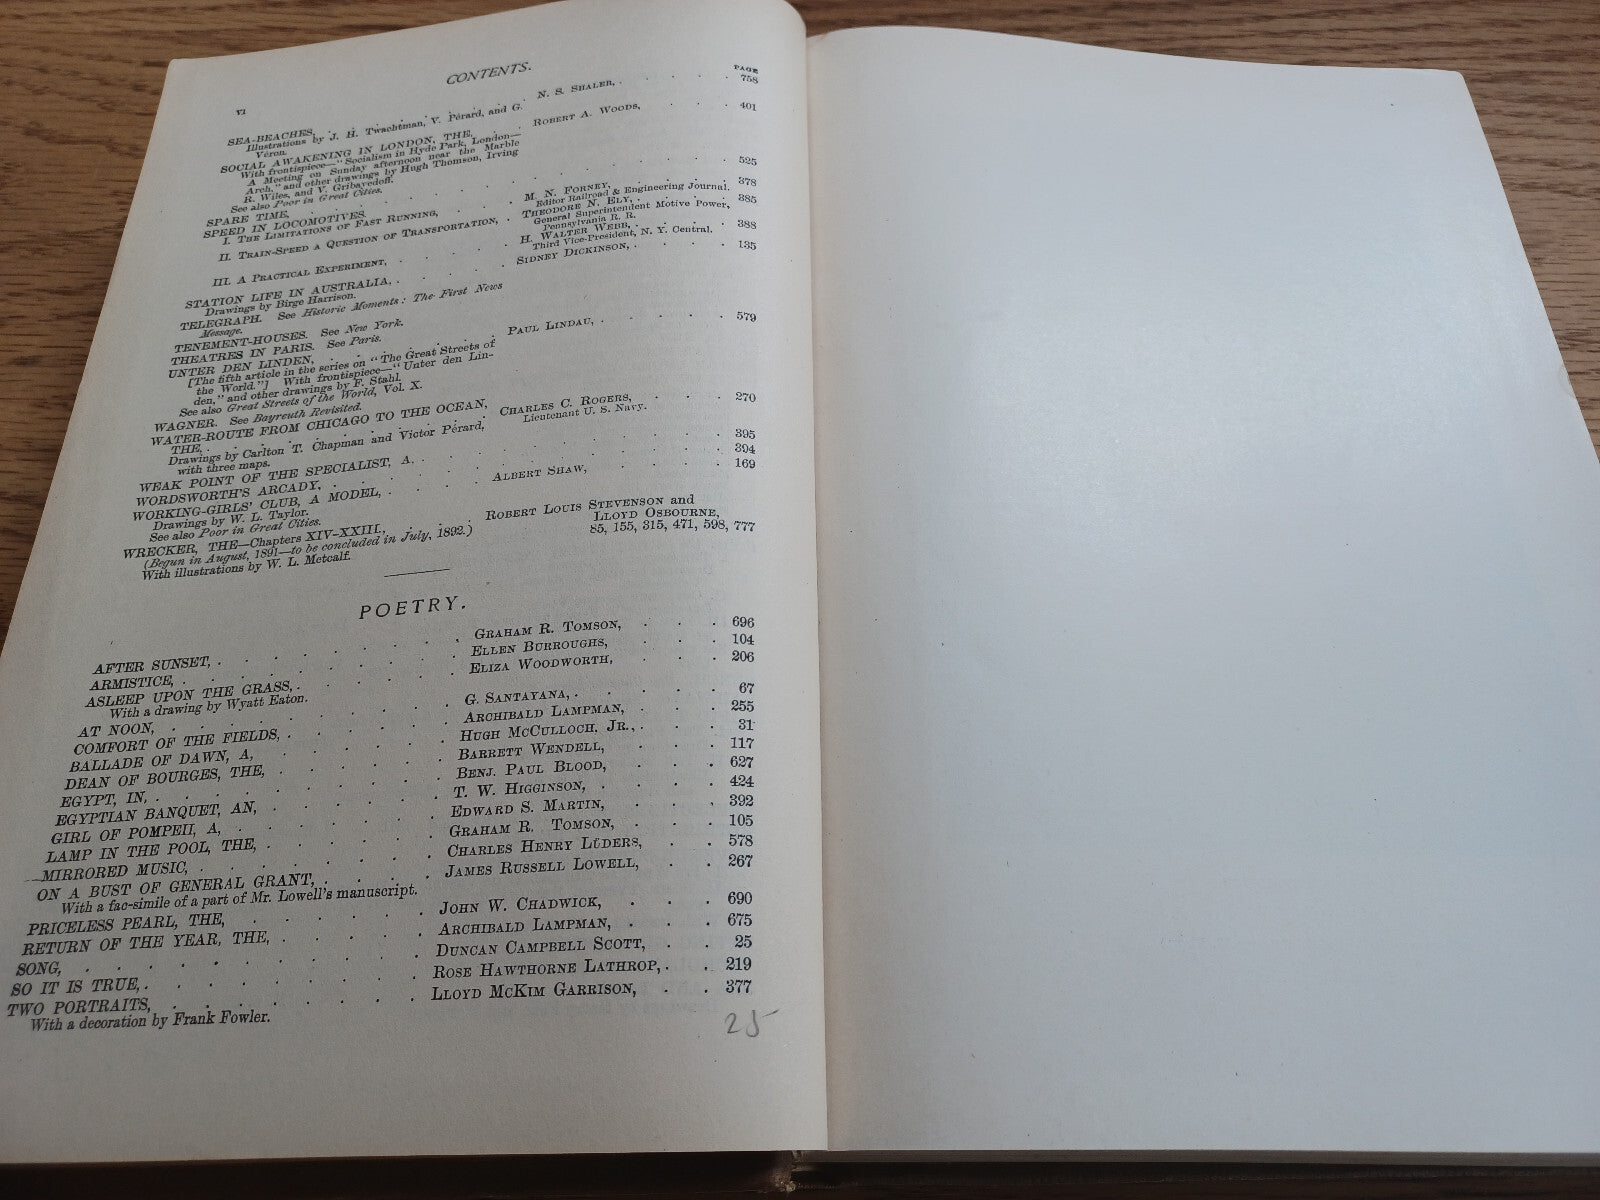 VI
CONTENTS.
PAGE
SEA-BEACHES, . . . . . N. S. SHALER, . . . . . 758
Illustrations by J. H. Twachtman, V. Pérard, and G.
Véron.
SOCIAL AWAKENING IN LONDON, THE, . . ROBERT A. WOODS, . . . 401
With frontispiece—"Socialism in Hyde Park, London—
A Meeting on Sunday afternoon near the Marble
Arch," and other drawings by Hugh Thomson, Irving
R. Wiles, and V. Gribayedoff.
See also Poor in Great Cities.
SPARE TIME, . . . . . 525
SPEED IN LOCOMOTIVES.
I. THE LIMITATIONS OF FAST RUNNING, . . . M. N. FORNEY, . . . 378
Editor Railroad & Engineering Journal.
II. TRAIN-SPEED A QUESTION OF TRANSPORTATION, . THEODORE N. ELY, . . . 385
General Superintendent Motive Power,
Pennsylvania R. R.
III. A PRACTICAL EXPERIMENT, . . . . H. WALTER WEBB, . . . 388
Third Vice-President, N. Y. Central.
STATION LIFE IN AUSTRALIA, . . . . . SIDNEY DICKINSON, . . . . 135
Drawings by Birge Harrison.
TELEGRAPH. See Historic Moments: The First News
Message.
TENEMENT-HOUSES. See New York.
THEATRES IN PARIS. See Paris.
UNTER DEN LINDEN, . . . . . PAUL LINDAU, . . . . . 579
[The fifth article in the series on "The Great Streets of
the World."] With frontispiece—"Unter den Lin-
den," and other drawings by F. Stahl.
See also Great Streets of the World, Vol. X.
WAGNER. See Bayreuth Revisited.
WATER-ROUTE FROM CHICAGO TO THE OCEAN,
THE, . . . . . CHARLES C. ROGERS, . . . 270
Lieutenant U. S. Navy.
Drawings by Carlton T. Chapman and Victor Pérard,
with three maps.
WEAK POINT OF THE SPECIALIST, A, . . . . . 395
WORDSWORTH'S ARCADY, . . . . . 394
WORKING-GIRLS' CLUB, A MODEL, . . . . ALBERT SHAW, . . . . . 169
Drawings by W. L. Taylor.
See also Poor in Great Cities.
WRECKER, THE—Chapters XIV-XXIII, . . . ROBERT LOUIS STEVENSON and
LLOYD OSBOURNE,
85, 155, 315, 471, 598, 777
(Begun in August, 1891—to be concluded in July, 1892.)
With illustrations by W. L. Metcalf.
POETRY.
AFTER SUNSET, . . . . . GRAHAM R. TOMSON, . . . 696
ARMISTICE, . . . . . ELLEN BURROUGHS, . . . 104
ASLEEP UPON THE GRASS, . . . . . ELIZA WOODWORTH, . . . 206
With a drawing by Wyatt Eaton.
AT NOON, . . . . . G. SANTAYANA, . . . . . 67
COMFORT OF THE FIELDS, . . . . . ARCHIBALD LAMPMAN, . . . 255
BALLADE OF DAWN, A, . . . . . HUGH MCCULLOCH, JR., . . . 31
DEAN OF BOURGES, THE, . . . . . BARRETT WENDELL, . . . 117
EGYPT, IN, . . . . . BENJ. PAUL BLOOD, . . . 627
EGYPTIAN BANQUET, AN, . . . . . T. W. HIGGINSON, . . . . 424
GIRL OF POMPEII, A, . . . . . EDWARD S. MARTIN, . . . 392
LAMP IN THE POOL, THE, . . . . . GRAHAM R. TOMSON, . . . 105
MIRRORED MUSIC, . . . . . CHARLES HENRY LÜDERS, . . 578
ON A BUST OF GENERAL GRANT, . . . . JAMES RUSSELL LOWELL, . . 267
With a fac-simile of a part of Mr. Lowell's manuscript.
PRICELESS PEARL, THE, . . . . . JOHN W. CHADWICK, . . . 690
RETURN OF THE YEAR, THE, . . . . . ARCHIBALD LAMPMAN, . . . 675
SONG, . . . . . DUNCAN CAMPBELL SCOTT, . . 25
SO IT IS TRUE, . . . . . ROSE HAWTHORNE LATHROP, . . 219
TWO PORTRAITS, . . . . . LLOYD MCKIM GARRISON, . . 377
With a decoration by Frank Fowler.
25